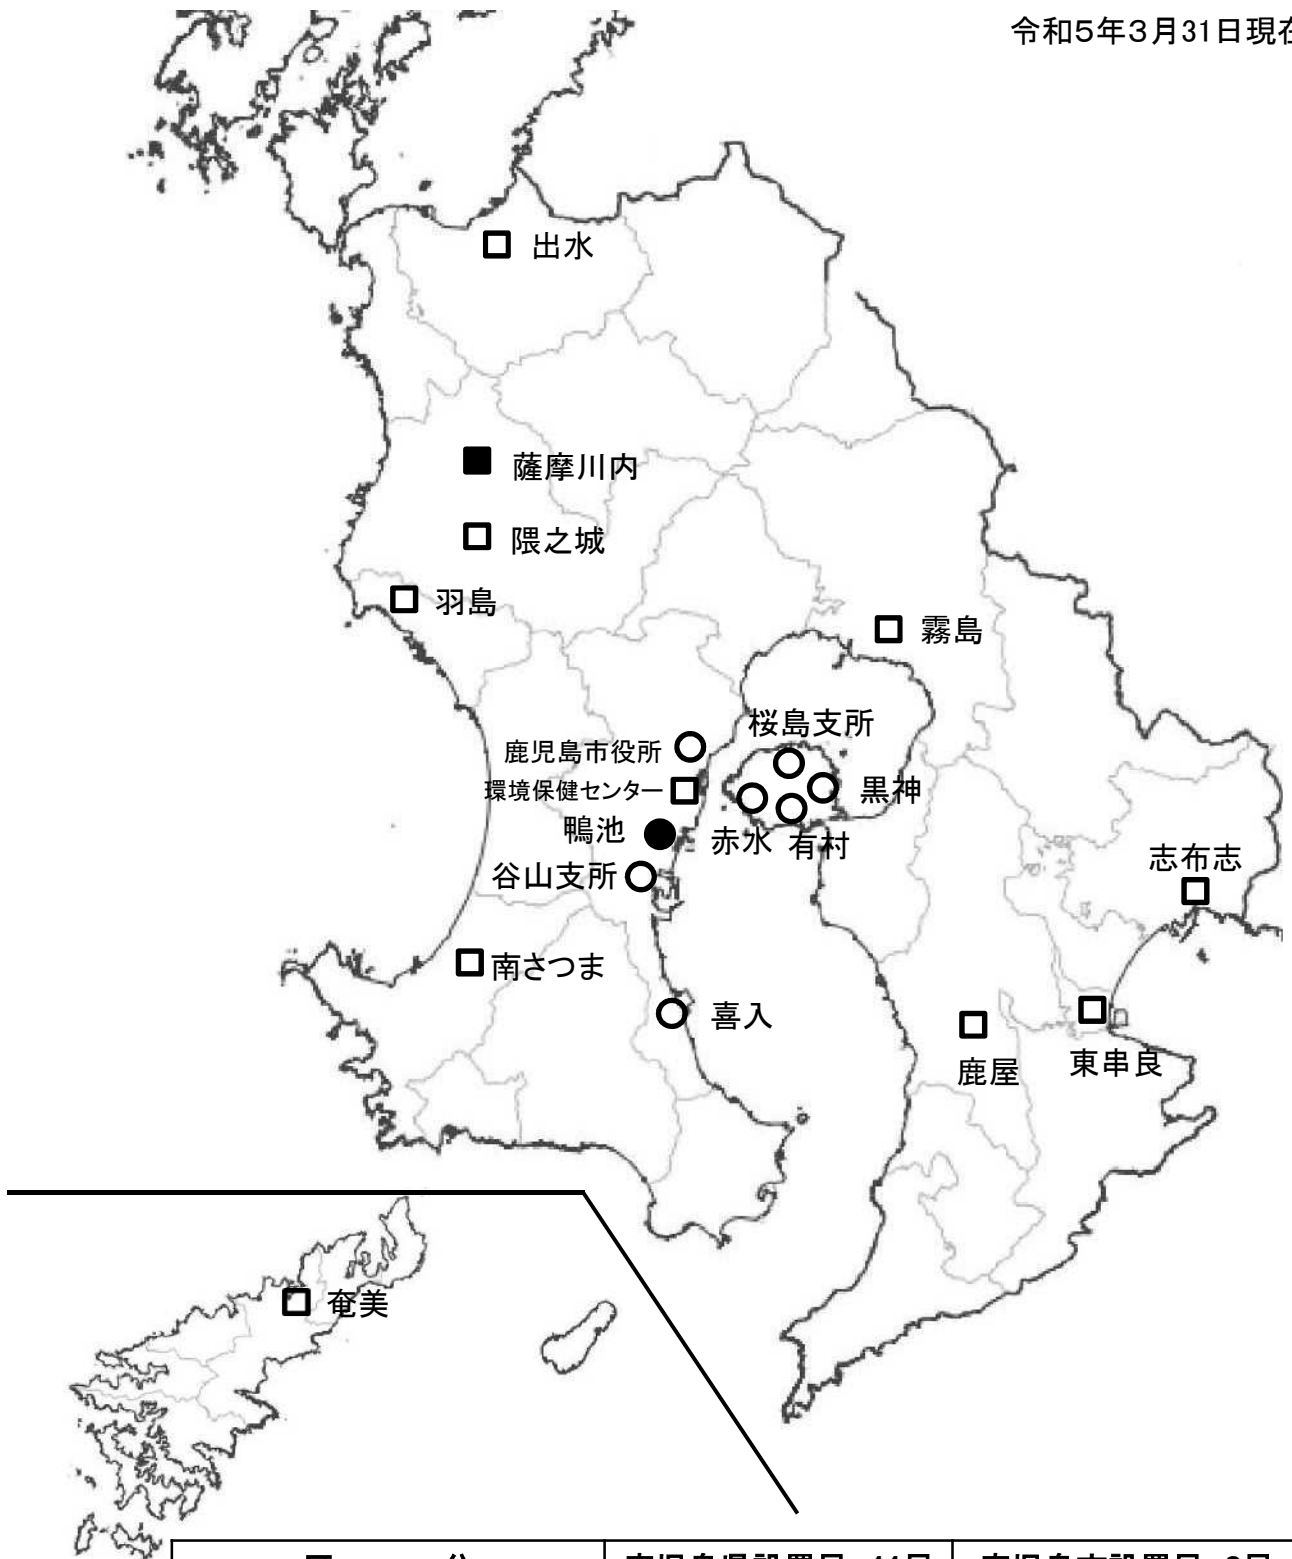 令和5年3月31日現在
出水
薩摩川内
隈之城
羽島
霧島
桜島支所
鹿児島市役所
環境保健センター
黒神
鴨池
赤水
有村
谷山支所
志布志
南さつま
喜入
東串良
鹿屋
奄美